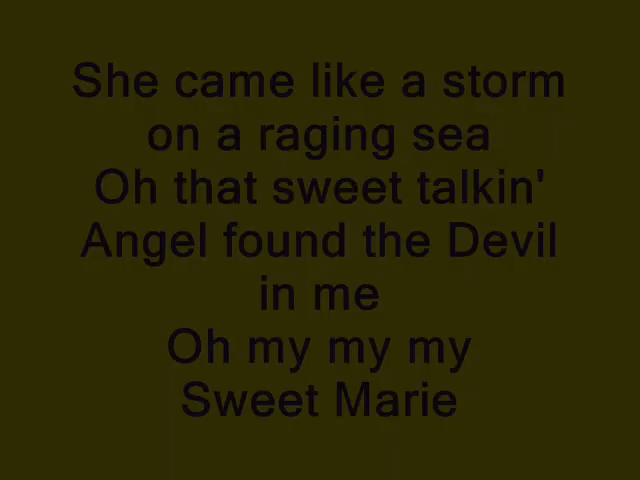 She came like a storm
on a raging sea
Oh that sweet talkin'
Angel found the Devil
in me
Oh my my my
Sweet Marie